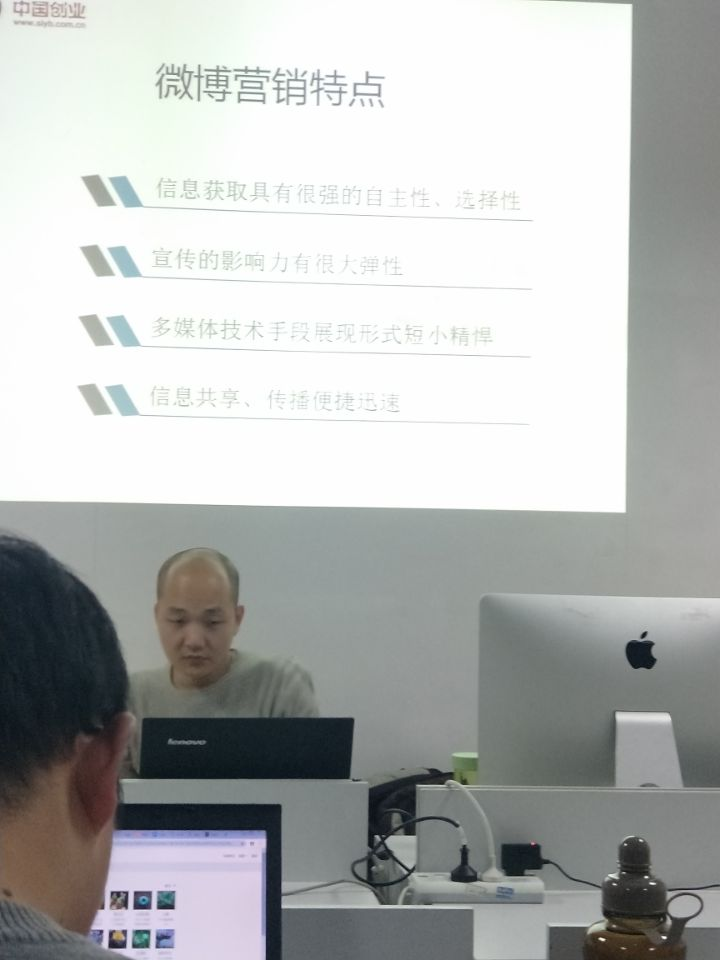 中国创业
www.siyb.com.cn
微博营销特点
信息获取具有很强的自主性、选择性
宣传的影响力有很大弹性
多媒体技术手段展现形式短小精悍
信息共享、传播便捷迅速
lenovo